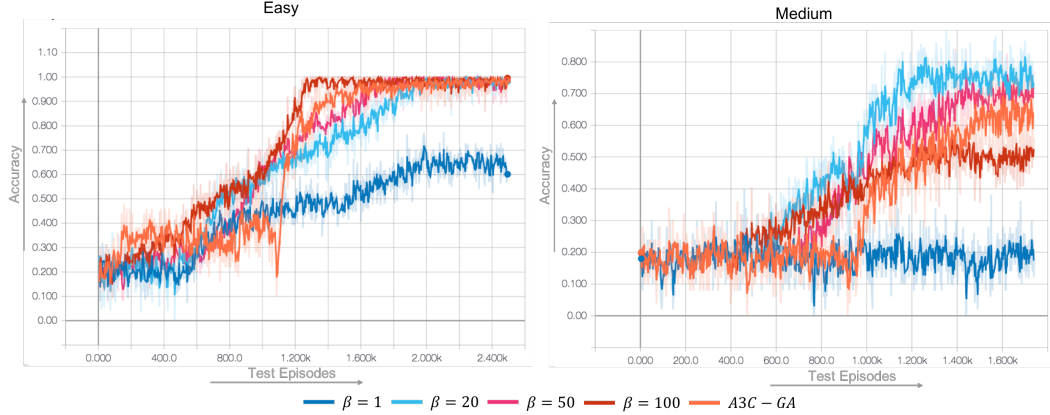 Easy
Medium
1.10
1.00
0.900
0.800
0.700
0.600
0.500
0.400
0.300
0.200
0.100
0.00
Accuracy
0.000 400.0 800.0 1.200k 1.600k 2.000k 2.400k
Test Episodes
0.800
0.700
0.600
0.500
0.400
0.300
0.200
0.100
0.00
Accuracy
0.000 200.0 400.0 600.0 800.0 1.000k 1.200k 1.400k 1.600k
Test Episodes
β = 1 β = 20 β = 50 β = 100 A3C − GA